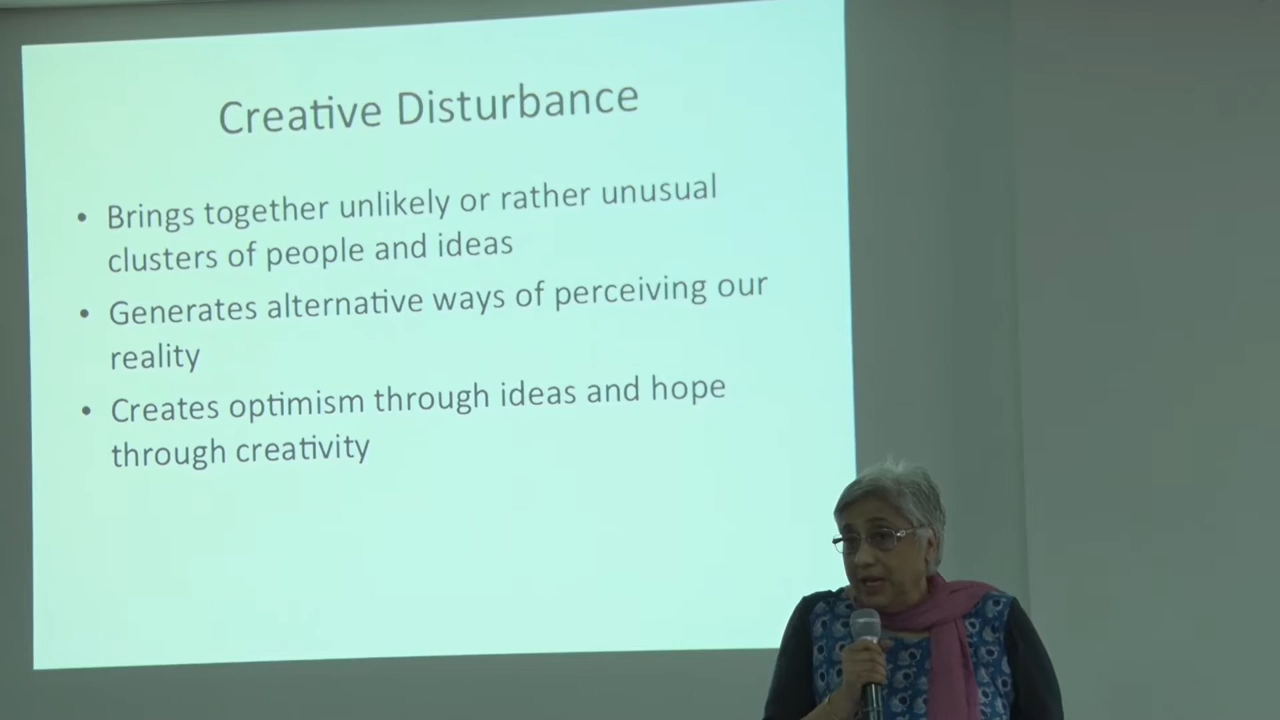 Creative Disturbance
• Brings together unlikely or rather unusual
clusters of people and ideas
• Generates alternative ways of perceiving our
reality
• Creates optimism through ideas and hope
through creativity